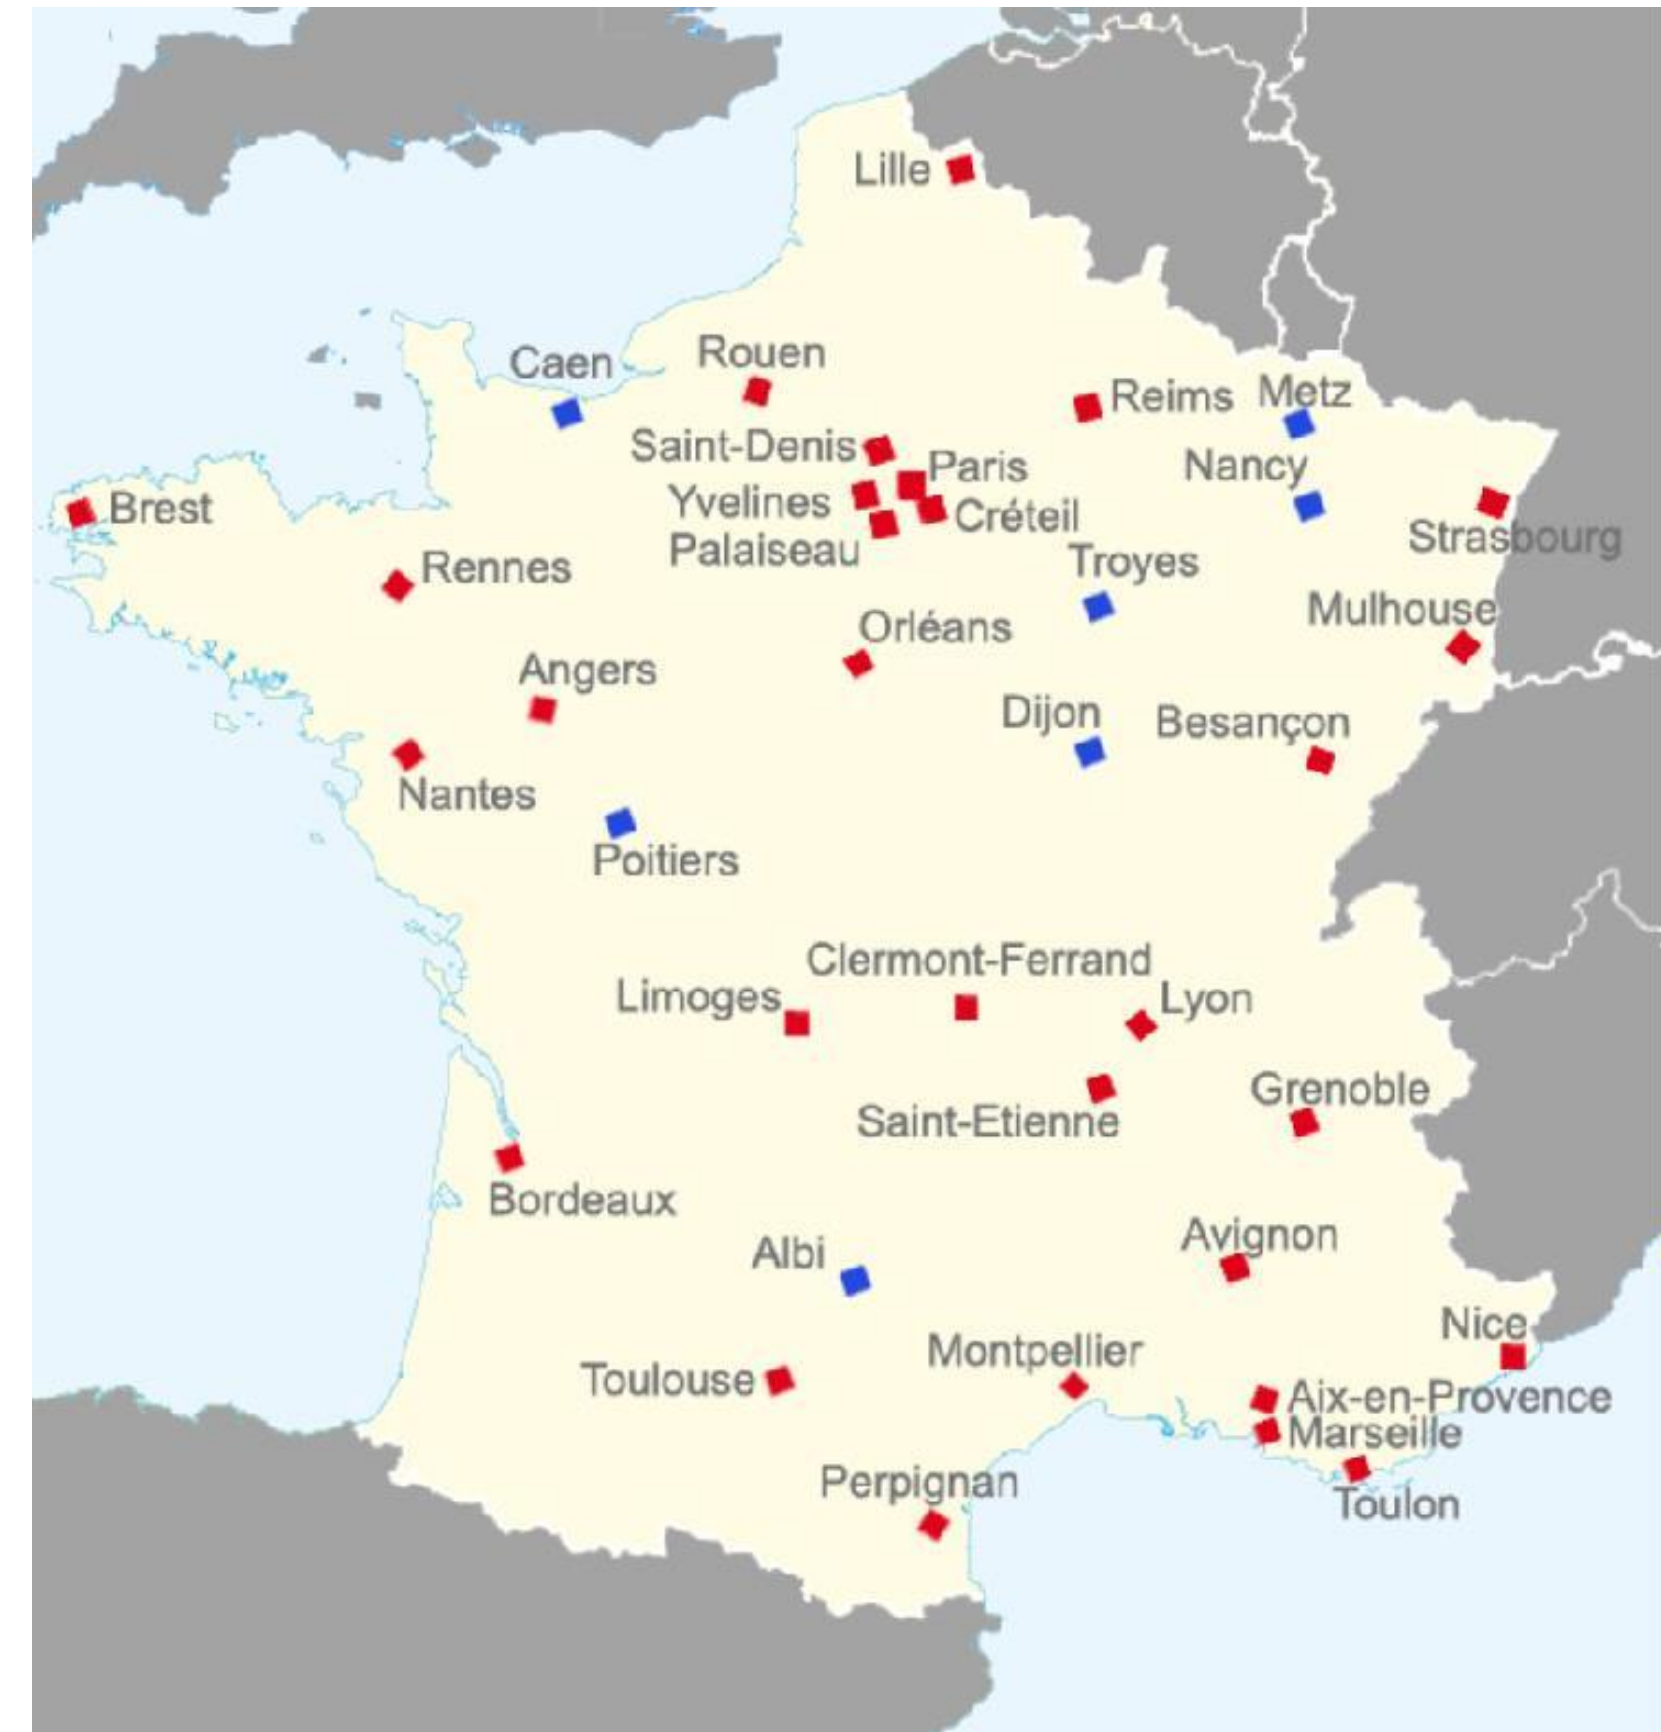 Lille
Caen
Rouen
Reims
Metz
Saint-Denis
Paris
Nancy
Yvelines
Créteil
Brest
Strasbourg
Palaiseau
Troyes
Rennes
Mulhouse
Orléans
Angers
Dijon
Besançon
Nantes
Poitiers
Clermont-Ferrand
Limoges
Lyon
Grenoble
Saint-Etienne
Bordeaux
Avignon
Albi
Nice
Montpellier
Toulouse
Aix-en-Provence
Marseille
Perpignan
Toulon